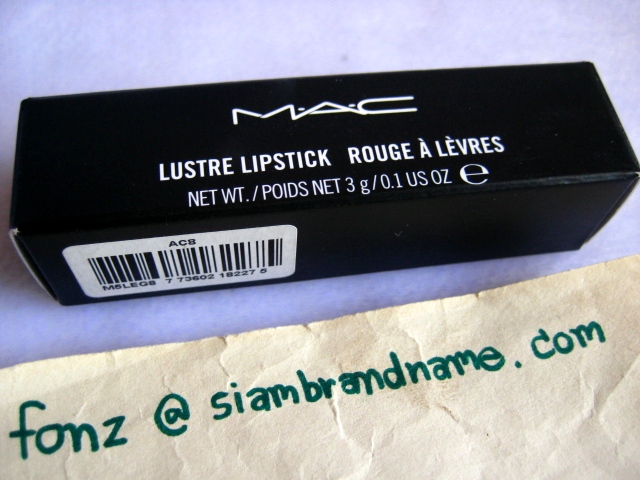 M·A·C
LUSTRE LIPSTICK ROUGE À LÈVRES
NET WT. / POIDS NET 3 g / 0.1 US OZ ℮
AC8
M5LEG8 7 73602 18227 5
fonz @ siambrandname.com